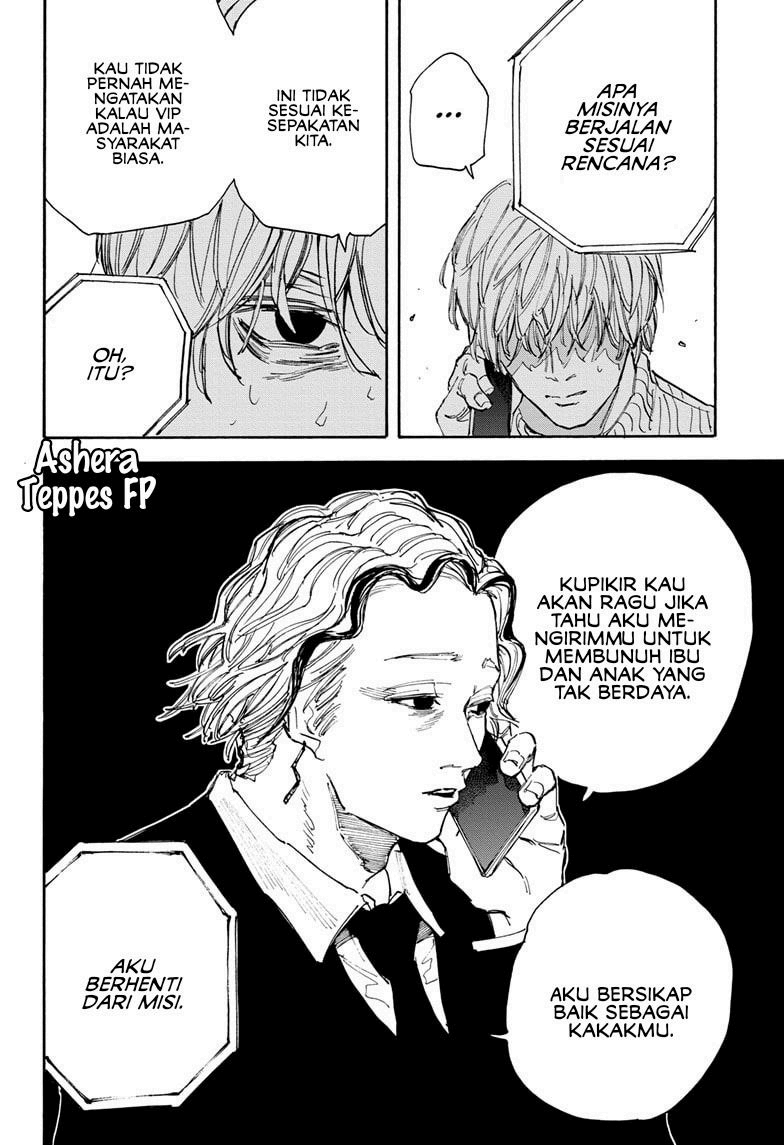 APA
MISINYA
BERJALAN
SESUAI
RENCANA?
...
INI TIDAK
SESUAI KE-
SEPAKATAN
KITA.
KAU TIDAK
PERNAH ME-
NGATAKAN
KALAU VIP
ADALAH MA-
SYARAKAT
BIASA.
OH,
ITU?
Ashera
Teppes FP
KUPIKIR KAU
AKAN RAGU JIKA
TAHU AKU ME-
NGIRIMMU UNTUK
MEMBUNUH IBU
DAN ANAK YANG
TAK BERDAYA.
AKU BERSIKAP
BAIK SEBAGAI
KAKAKMU.
AKU
BERHENTI
DARI MISI.